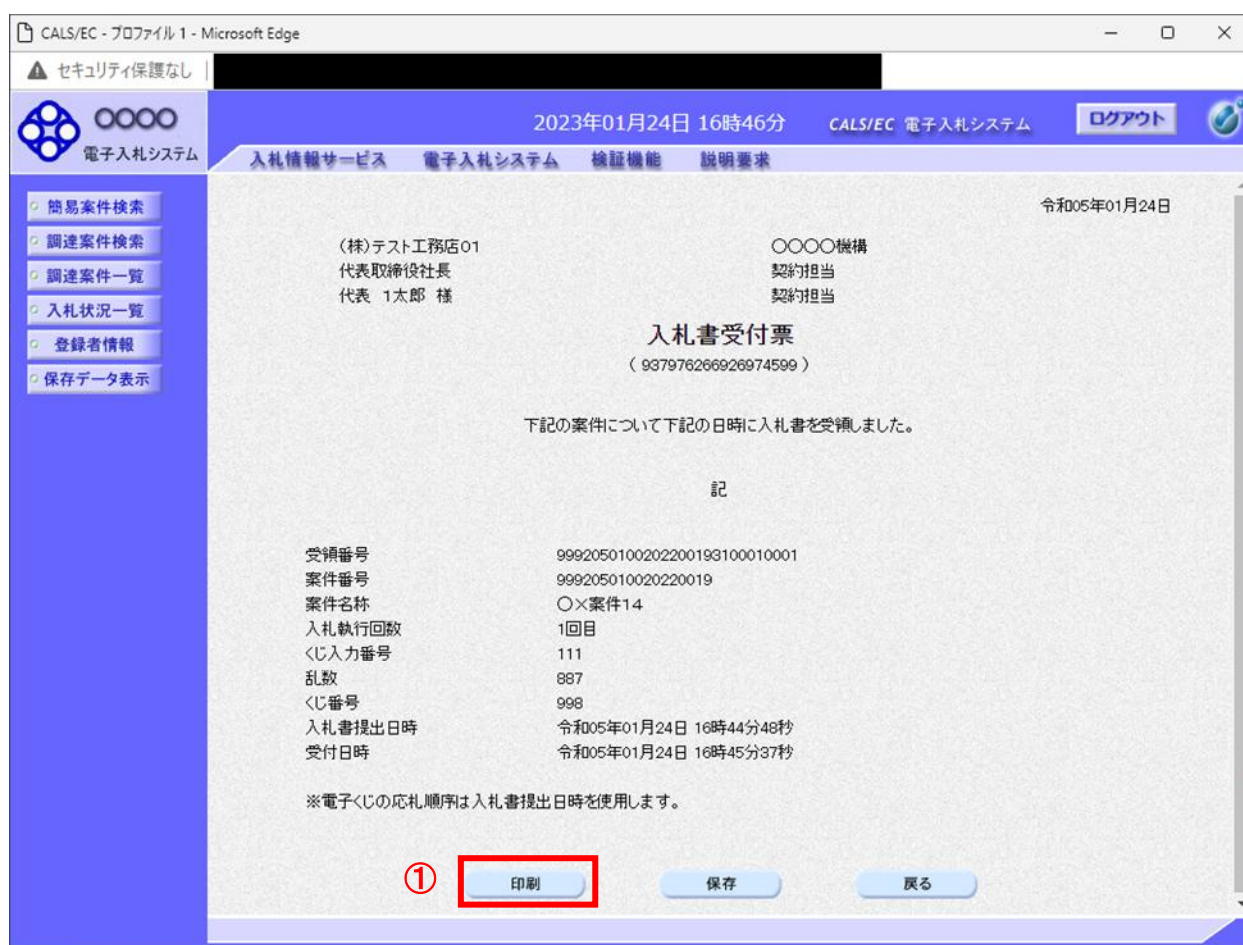 CALS/EC - プロファイル 1 - Microsoft Edge
セキュリティ保護なし
〇〇〇〇
電子入札システム
2023年01月24日 16時46分
CALS/EC 電子入札システム
ログアウト
入札情報サービス 電子入札システム 検証機能 説明要求
簡易案件検索
調達案件検索
調達案件一覧
入札状況一覧
登録者情報
保存データ表示
令和05年01月24日
(株)テスト工務店01
代表取締役社長
代表 1太郎 様
〇〇〇〇機構
契約担当
契約担当
入札書受付票
( 937976266926974599 )
下記の案件について下記の日時に入札書を受領しました。
記
受領番号 9992050100202200193100010001
案件番号 999205010020220019
案件名称 〇×案件14
入札執行回数 1回目
くじ入力番号 111
乱数 887
くじ番号 998
入札書提出日時 令和05年01月24日 16時44分48秒
受付日時 令和05年01月24日 16時45分37秒
※電子くじの応札順序は入札書提出日時を使用します。
① 印刷 保存 戻る